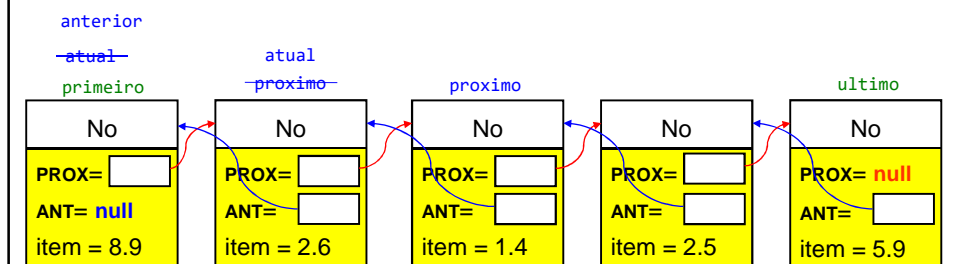 anterior
atual
atual
primeiro
proximo
proximo
ultimo
No
No
No
No
No
PROX=
PROX=
PROX=
PROX=
PROX= null
ANT= null
ANT=
ANT=
ANT=
ANT=
item = 8.9
item = 2.6
item = 1.4
item = 2.5
item = 5.9